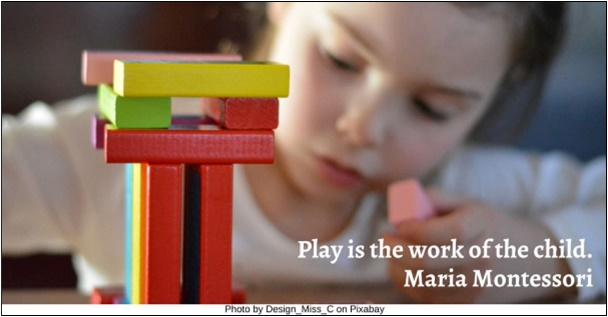 Play is the work of the child.
Maria Montessori
Photo by Design_Miss_C on Pixabay